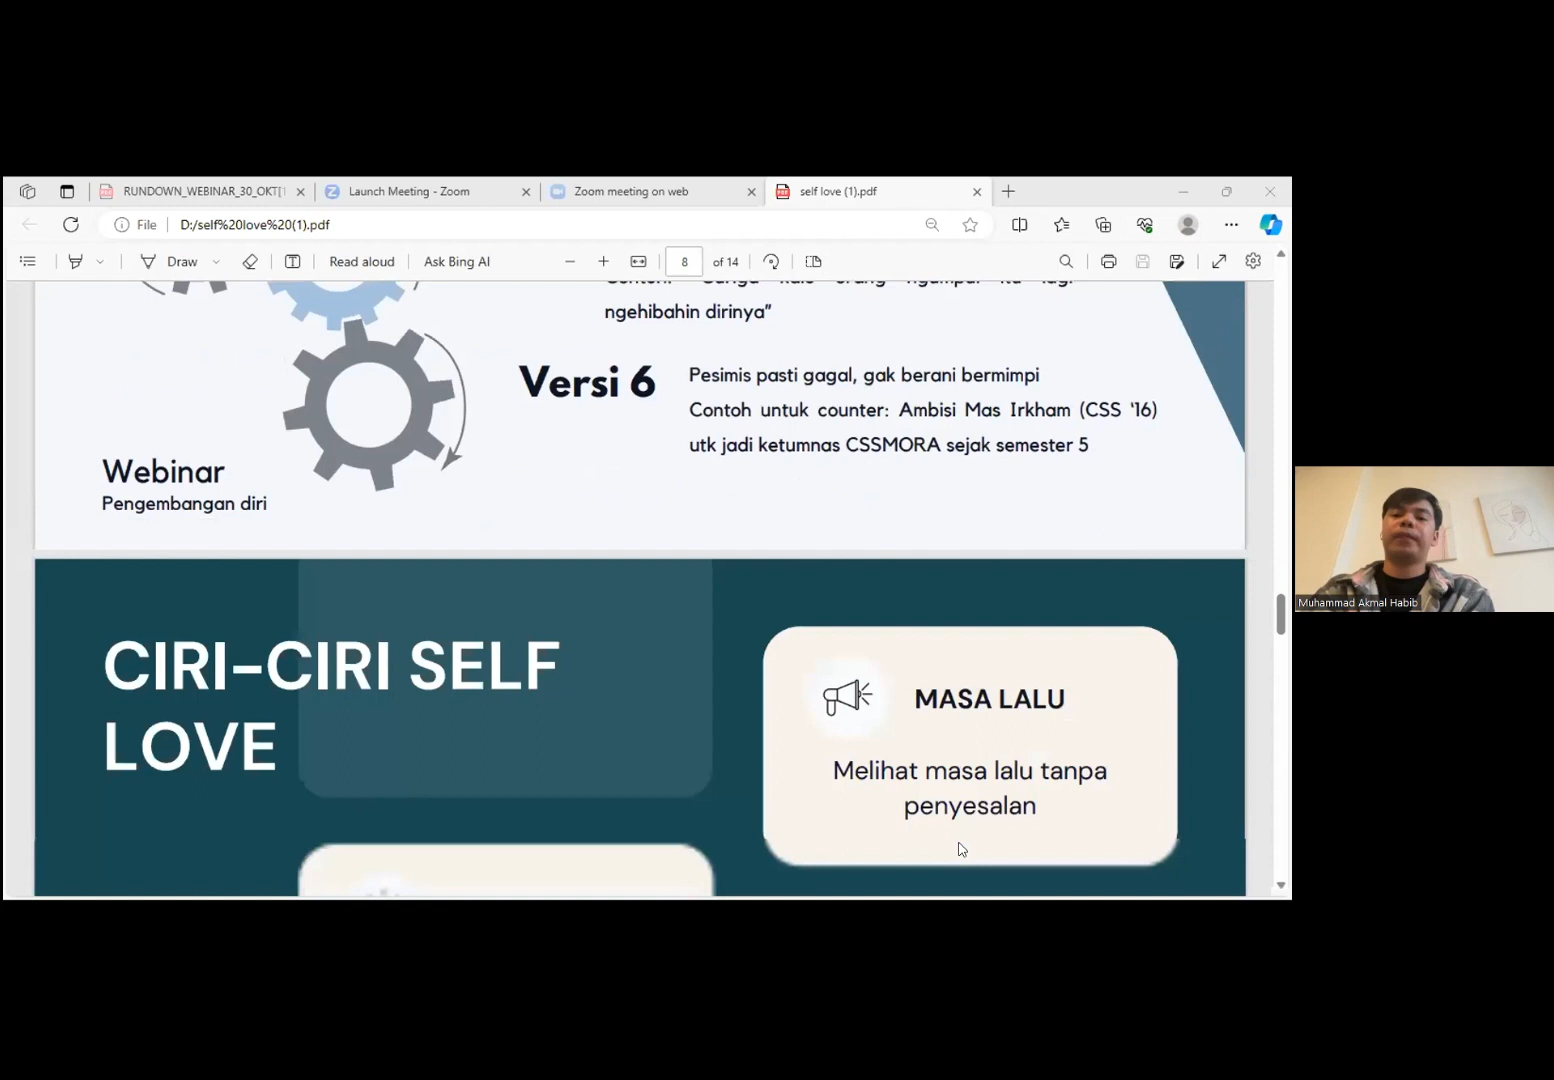 RUNDOWN_WEBINAR_30_OKT[1
Launch Meeting - Zoom
Zoom meeting on web
self love (1).pdf
File
D:/self%20love%20(1).pdf
Draw
Read aloud
Ask Bing AI
8
of 14
ngehibahin dirinya”
Versi 6
Pesimis pasti gagal, gak berani bermimpi
Contoh untuk counter: Ambisi Mas Irkham (CSS ‘16)
utk jadi ketumnas CSSMORA sejak semester 5
Webinar
Pengembangan diri
CIRI-CIRI SELF
LOVE
MASA LALU
Melihat masa lalu tanpa
penyesalan
Muhammad Akmal Habib